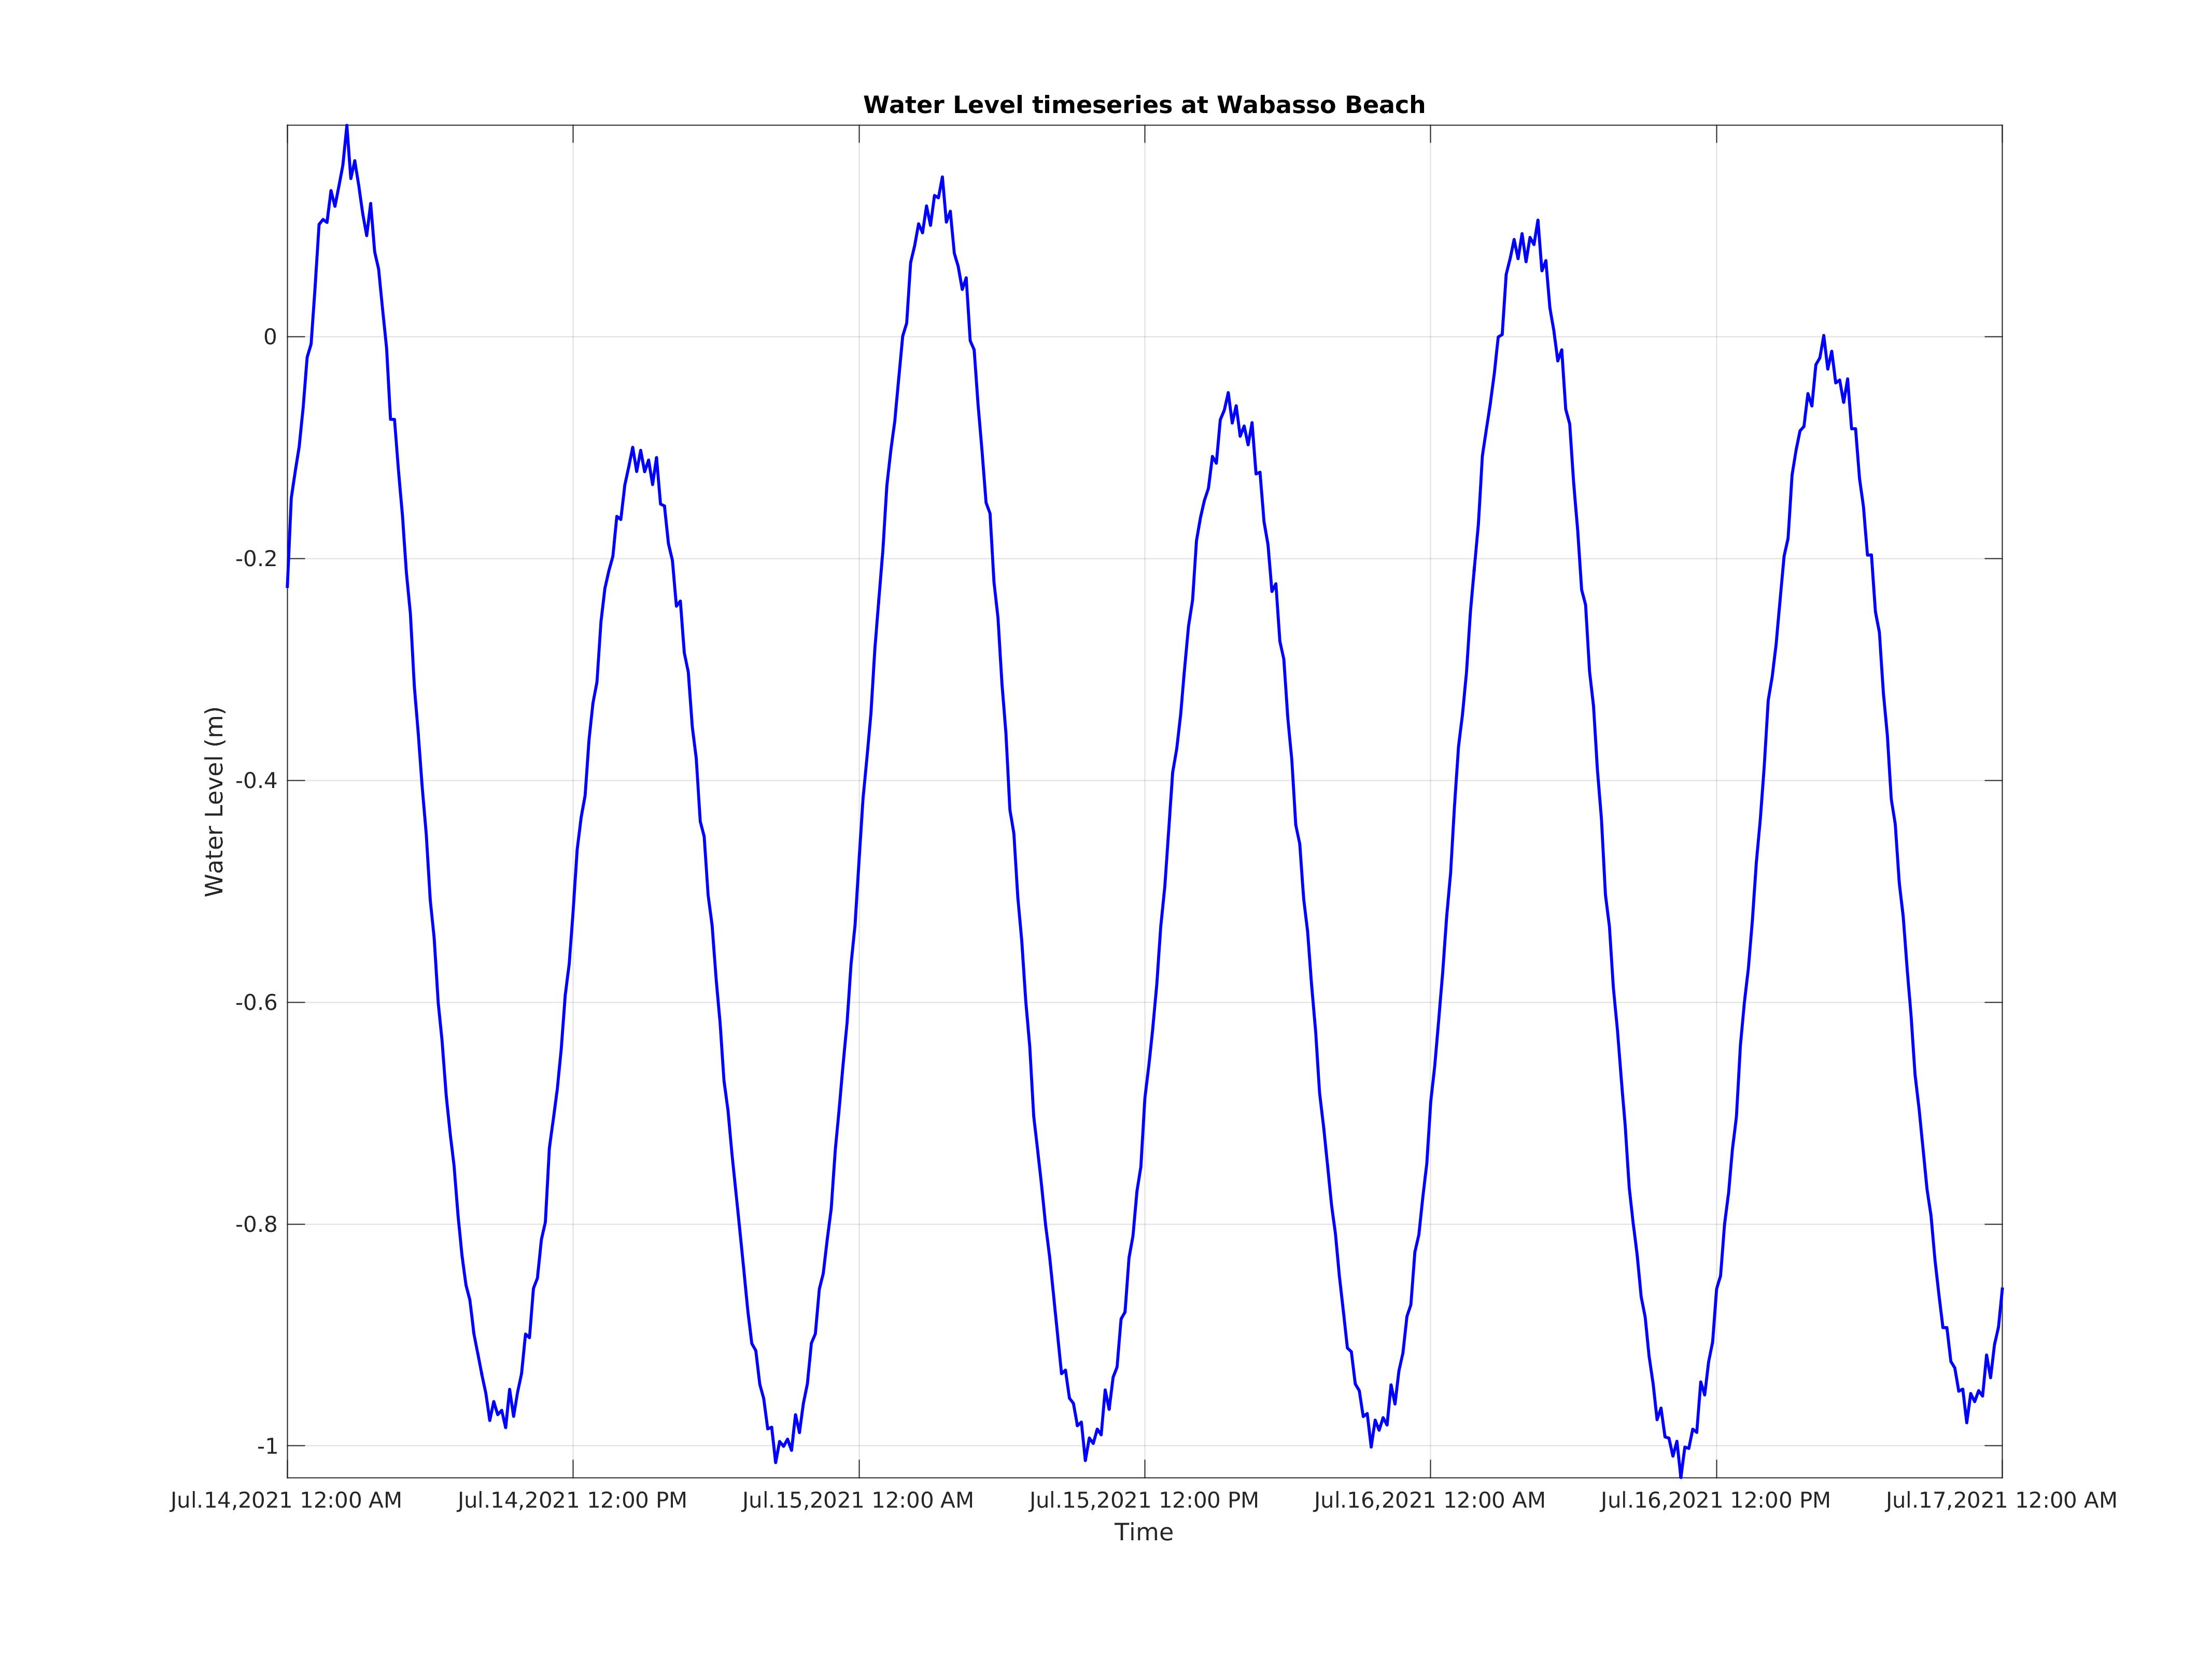 Water Level timeseries at Wabasso Beach
0
-0.2
-0.4
-0.6
-0.8
-1
Water Level (m)
Jul.14,2021 12:00 AM Jul.14,2021 12:00 PM Jul.15,2021 12:00 AM Jul.15,2021 12:00 PM Jul.16,2021 12:00 AM Jul.16,2021 12:00 PM Jul.17,2021 12:00 AM
Time